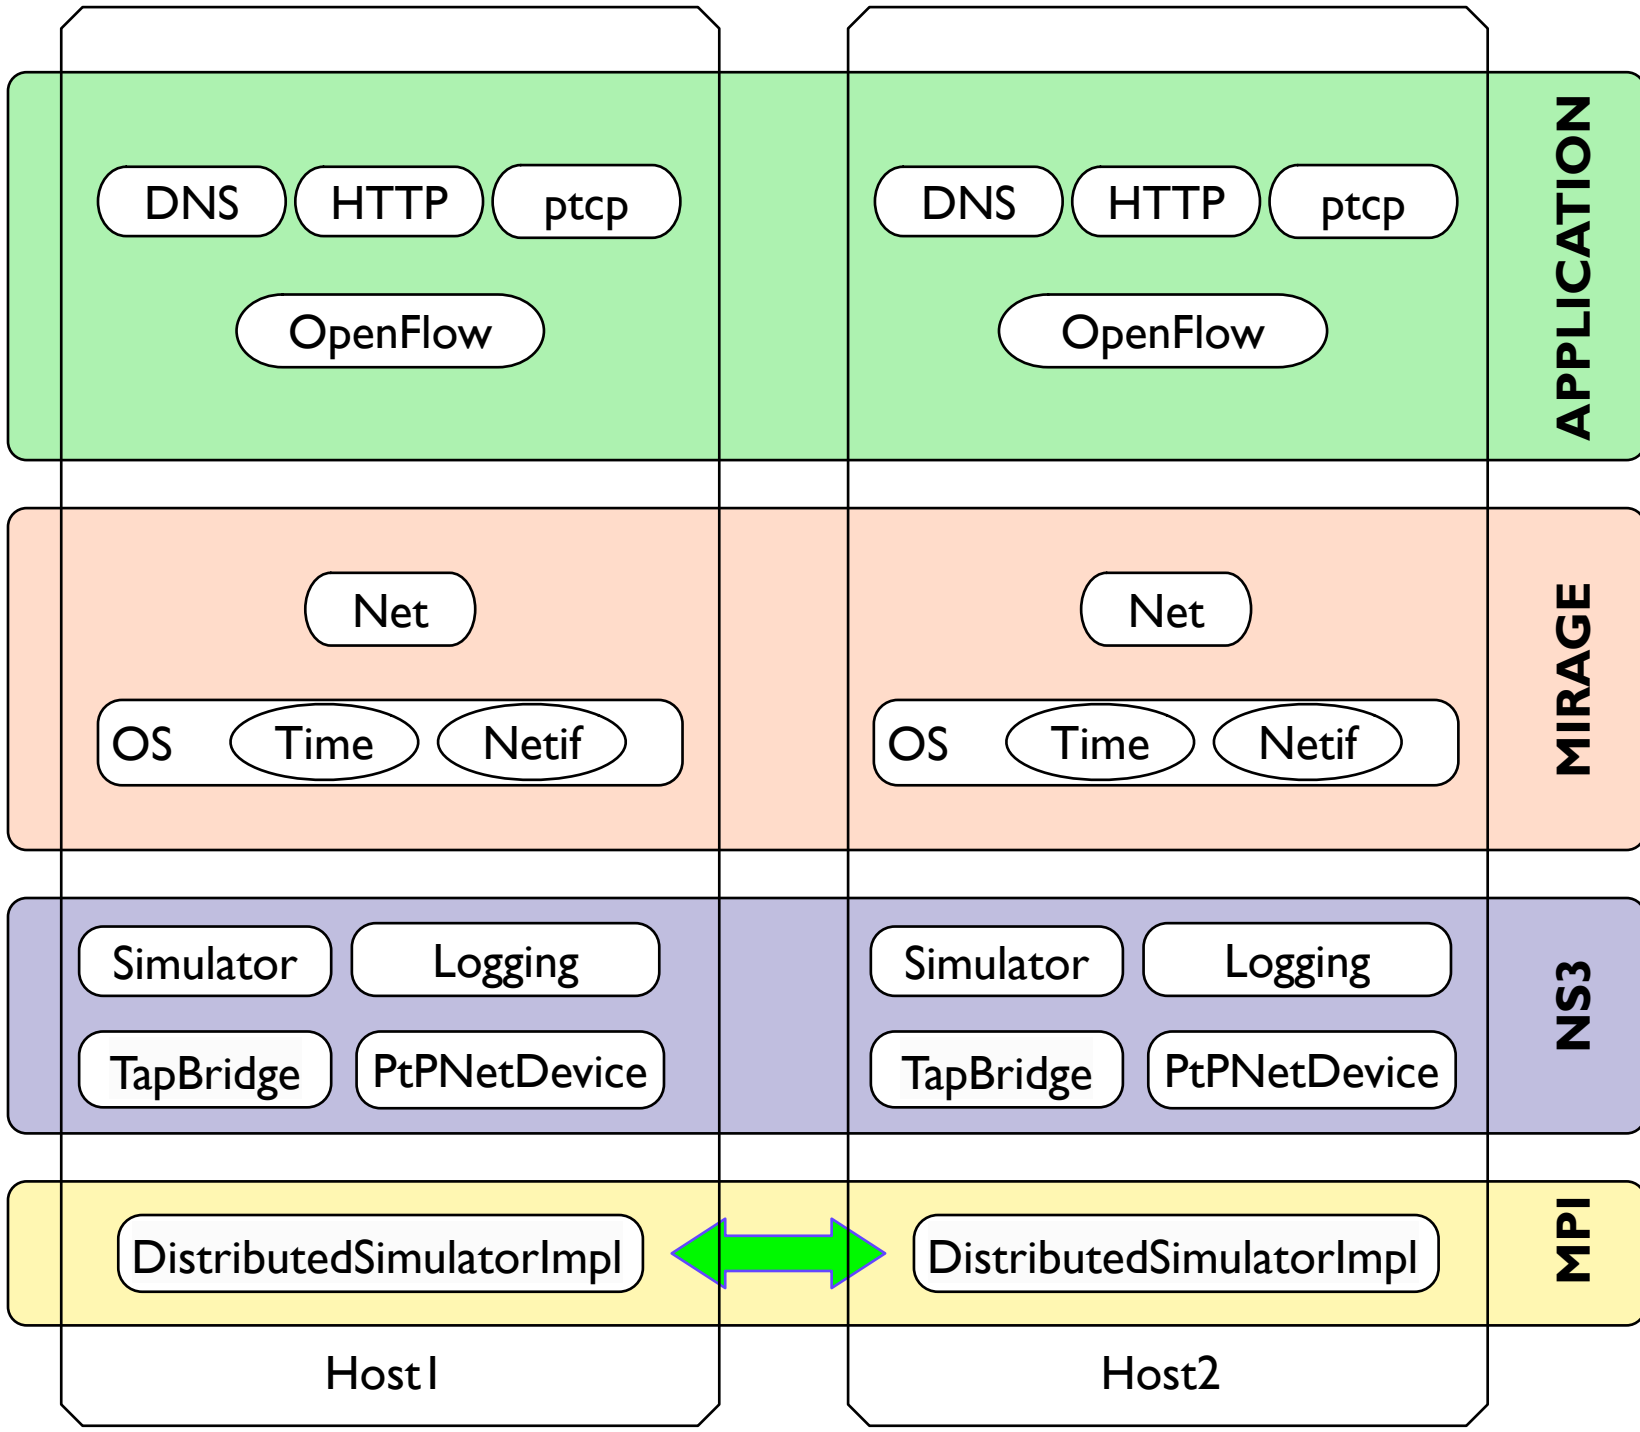 DNS HTTP ptcp DNS HTTP ptcp
OpenFlow OpenFlow
APPLICATION
Net Net
OS Time Netif OS Time Netif
MIRAGE
Simulator Logging Simulator Logging
TapBridge PtPNetDevice TapBridge PtPNetDevice
NS3
DistributedSimulatorImpl DistributedSimulatorImpl
MPI
Host1 Host2